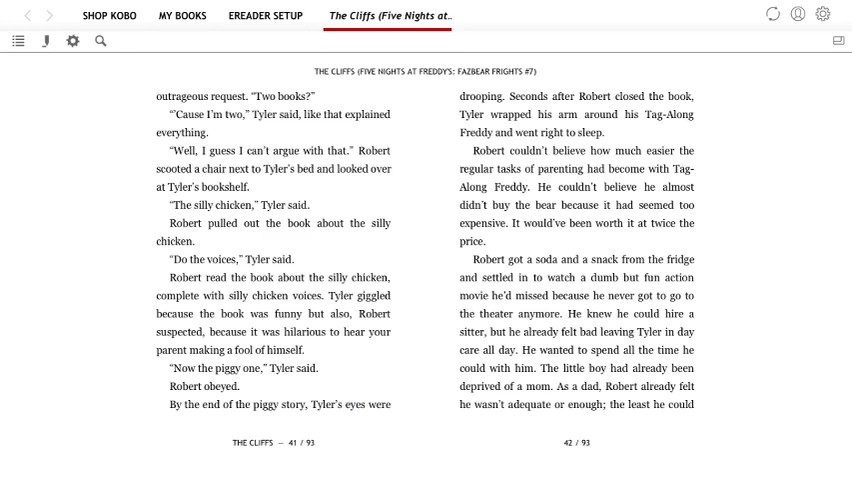 SHOP KOBO
MY BOOKS
EREADER SETUP
The Cliffs (Five Nights at..
THE CLIFFS (FIVE NIGHTS AT FREDDY'S: FAZBEAR FRIGHTS #7)
outrageous request. “Two books?”
“’Cause I’m two,” Tyler said, like that explained
everything.
“Well, I guess I can’t argue with that.” Robert
scooted a chair next to Tyler’s bed and looked over
at Tyler’s bookshelf.
“The silly chicken,” Tyler said.
Robert pulled out the book about the silly
chicken.
“Do the voices,” Tyler said.
Robert read the book about the silly chicken,
complete with silly chicken voices. Tyler giggled
because the book was funny but also, Robert
suspected, because it was hilarious to hear your
parent making a fool of himself.
“Now the piggy one,” Tyler said.
Robert obeyed.
By the end of the piggy story, Tyler’s eyes were
THE CLIFFS — 41 / 93
drooping. Seconds after Robert closed the book,
Tyler wrapped his arm around his Tag-Along
Freddy and went right to sleep.
Robert couldn’t believe how much easier the
regular tasks of parenting had become with Tag-
Along Freddy. He couldn’t believe he almost
didn’t buy the bear because it had seemed too
expensive. It would’ve been worth it at twice the
price.
Robert got a soda and a snack from the fridge
and settled in to watch a dumb but fun action
movie he’d missed because he never got to go to
the theater anymore. He knew he could hire a
sitter, but he already felt bad leaving Tyler in day
care all day. He wanted to spend all the time he
could with him. The little boy had already been
deprived of a mom. As a dad, Robert already felt
he wasn’t adequate or enough; the least he could
42 / 93